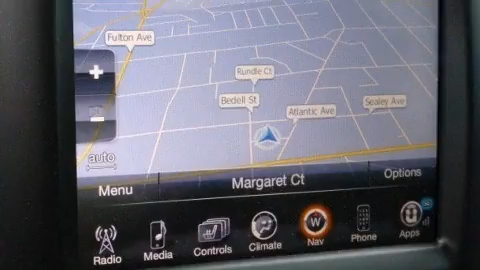 Fulton Ave
Rundle Ct
Bedell St
Atlantic Ave
Sealey Ave
auto
Menu
Margaret Ct
Options
W
Radio
Media
Controls
Climate
Nav
Phone
Apps